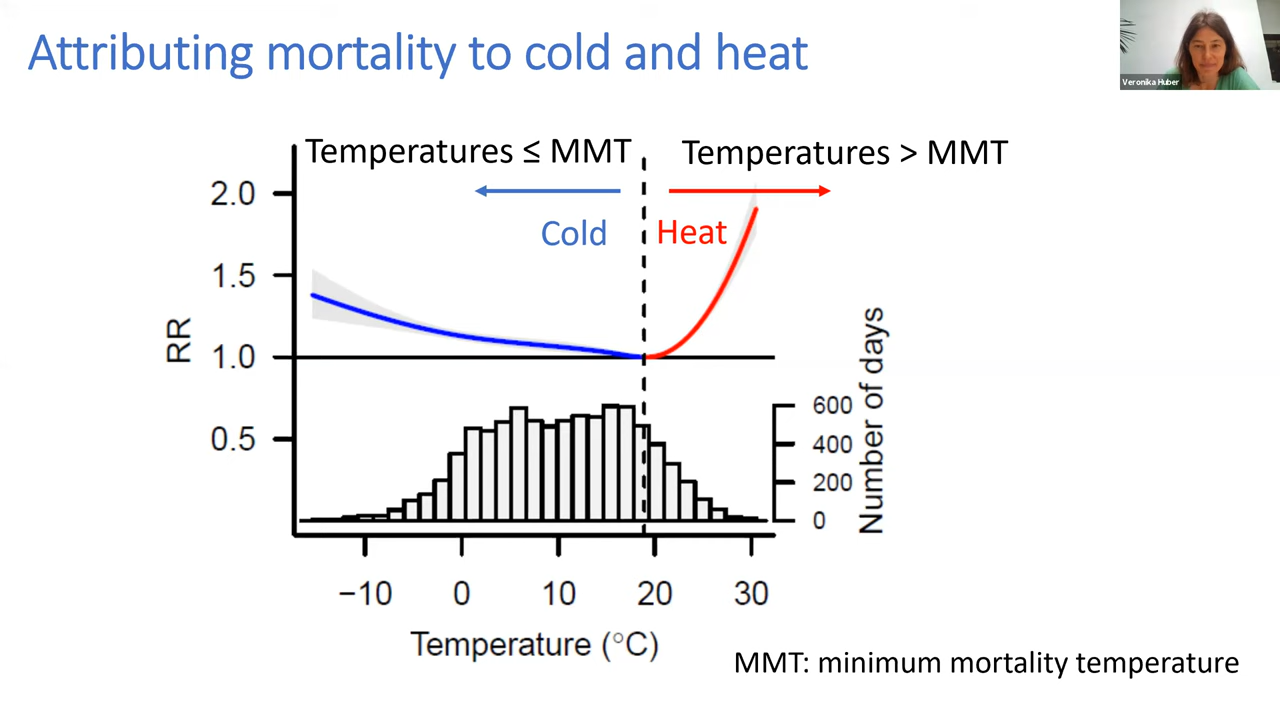 Attributing mortality to cold and heat
Veronika Huber
Temperatures ≤ MMT
Temperatures > MMT
Cold
Heat
2.0
1.5
1.0
0.5
RR
600
400
200
0
Number of days
−10 0 10 20 30
Temperature (°C)
MMT: minimum mortality temperature